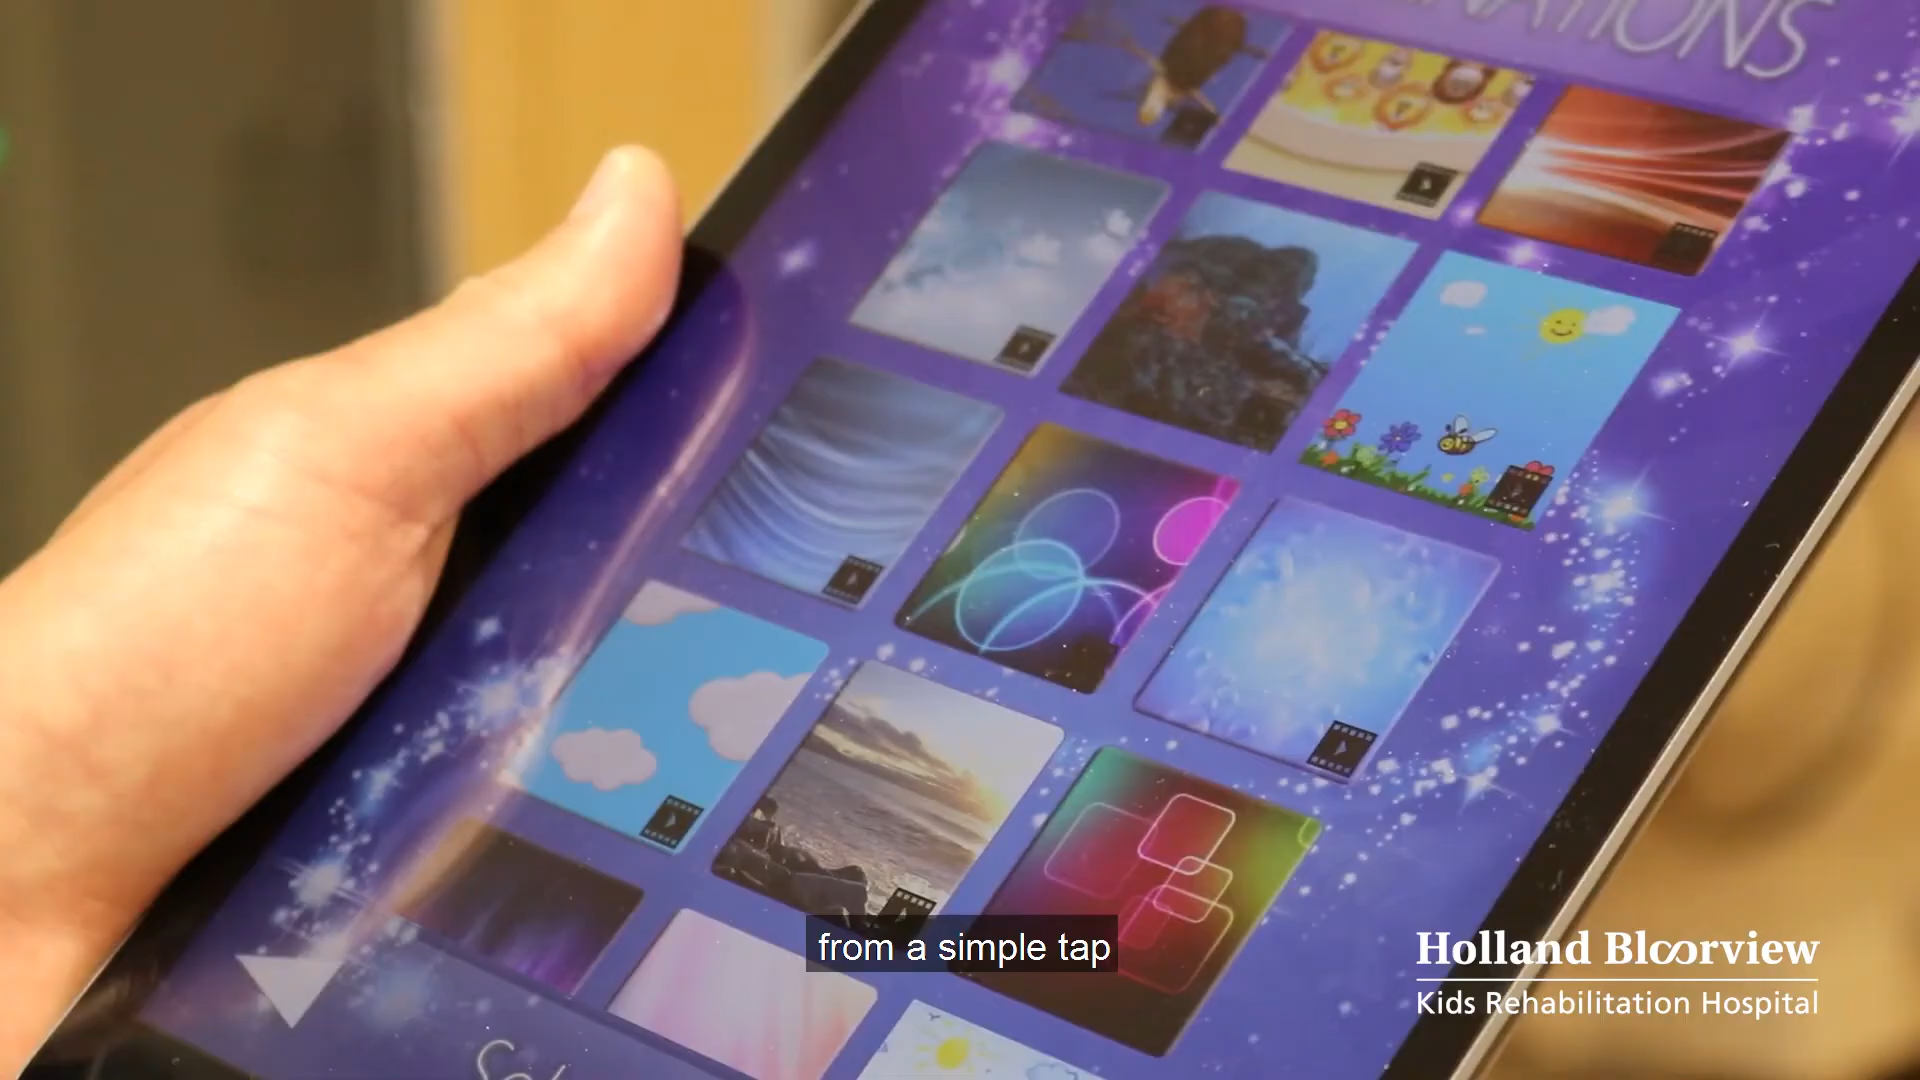 from a simple tap
Holland Bloorview
Kids Rehabilitation Hospital